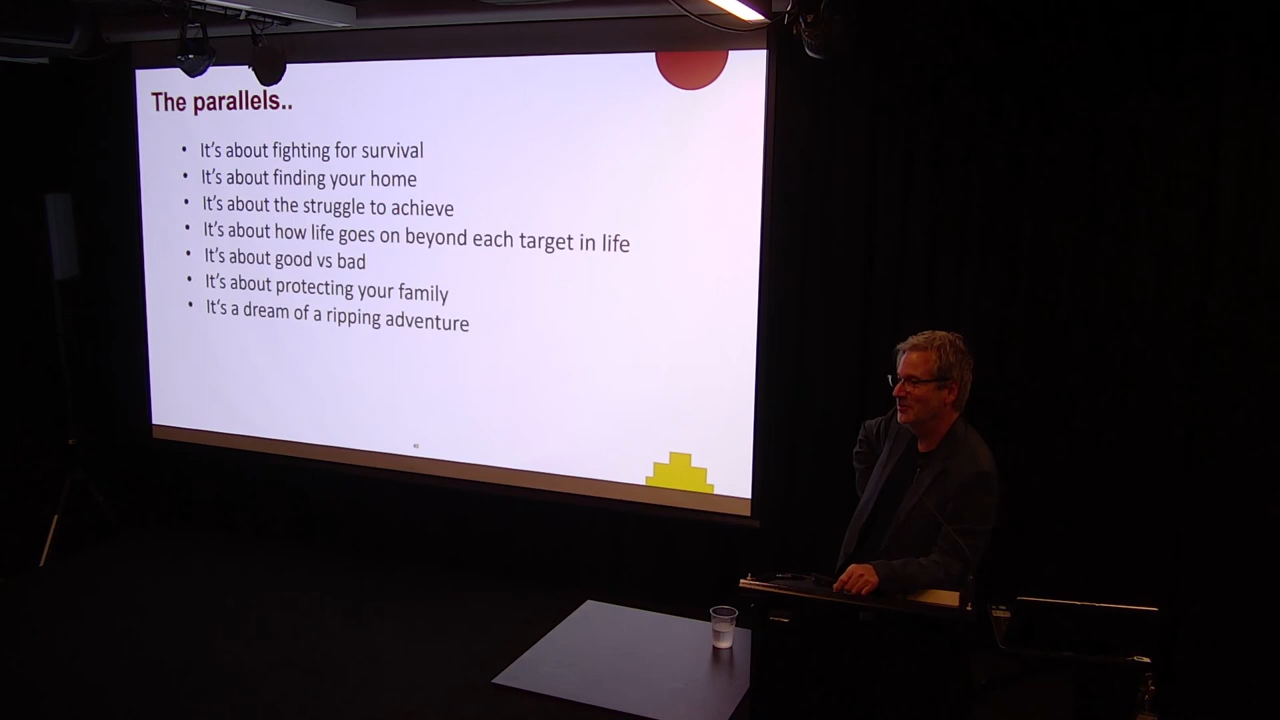 The parallels..
• It's about fighting for survival
• It's about finding your home
• It's about the struggle to achieve
• It's about how life goes on beyond each target in life
• It's about good vs bad
• It's about protecting your family
• It's a dream of a ripping adventure